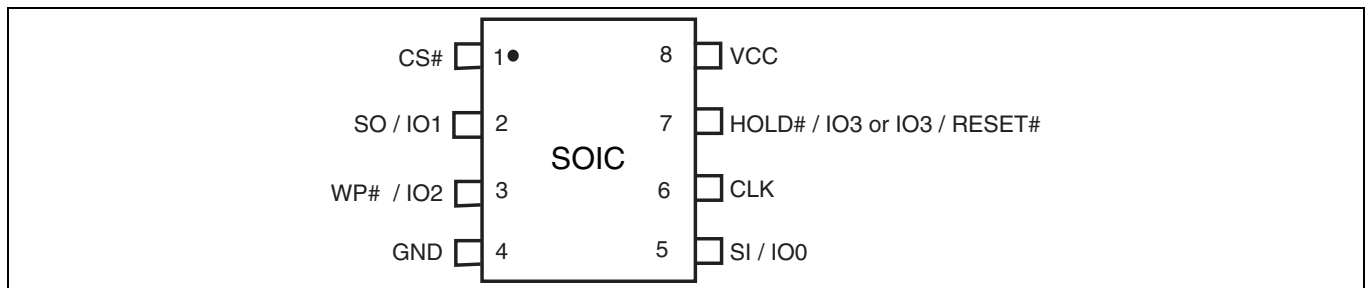 CS# 1 8 VCC
SO / IO1 2 7 HOLD# / IO3 or IO3 / RESET#
SOIC
WP# / IO2 3 6 CLK
GND 4 5 SI / IO0